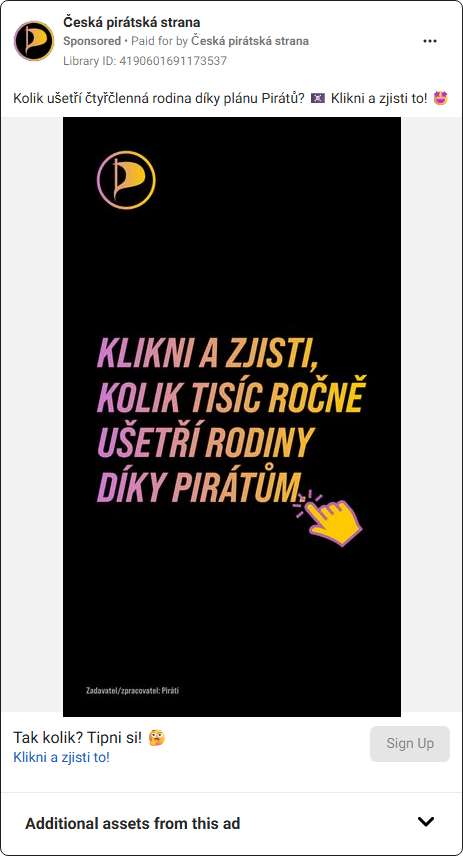 Česká pirátská strana
Sponsored • Paid for by Česká pirátská strana
Library ID: 4190601691173537
Kolik ušetří čtyřčlenná rodina díky plánu Pirátů? 🏴‍☠️ Klikni a zjisti to! 🤩
KLIKNI A ZJISTI,
KOLIK TISÍC ROČNĚ
UŠETŘÍ RODINY
DÍKY PIRÁTŮM.
Zadavatel/zpracovatel: Piráti
Tak kolik? Tipni si! 🤔
Klikni a zjisti to!
Sign Up
Additional assets from this ad